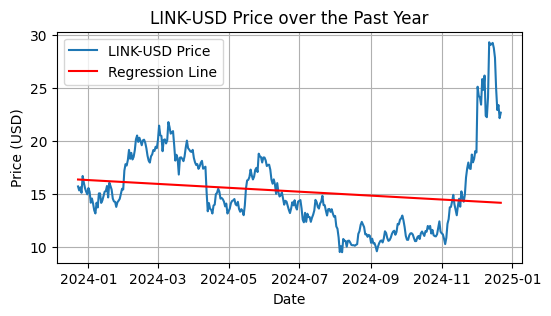 LINK-USD Price over the Past Year
LINK-USD Price
Regression Line
Price (USD)
30
25
20
15
10
2024-01 2024-03 2024-05 2024-07 2024-09 2024-11 2025-01
Date